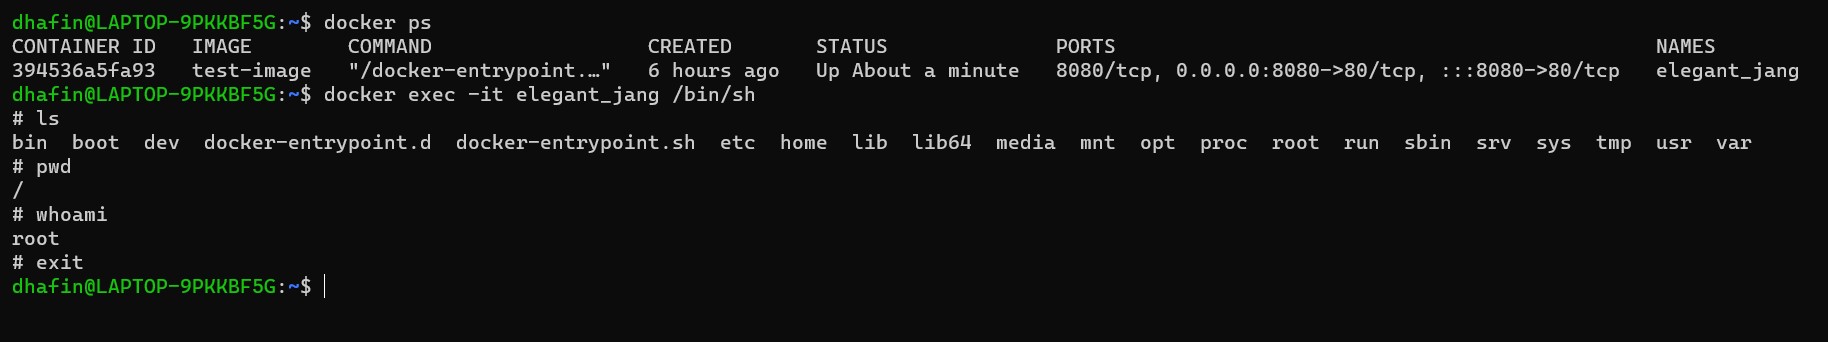 dhafin@LAPTOP-9PKKBF5G:~$ docker ps
CONTAINER ID   IMAGE        COMMAND                  CREATED       STATUS              PORTS                                             NAMES
394536a5fa93   test-image   "/docker-entrypoint.…"   6 hours ago   Up About a minute   8080/tcp, 0.0.0.0:8080->80/tcp, :::8080->80/tcp   elegant_jang
dhafin@LAPTOP-9PKKBF5G:~$ docker exec -it elegant_jang /bin/sh
# ls
bin  boot  dev  docker-entrypoint.d  docker-entrypoint.sh  etc  home  lib  lib64  media  mnt  opt  proc  root  run  sbin  srv  sys  tmp  usr  var
# pwd
/
# whoami
root
# exit
dhafin@LAPTOP-9PKKBF5G:~$